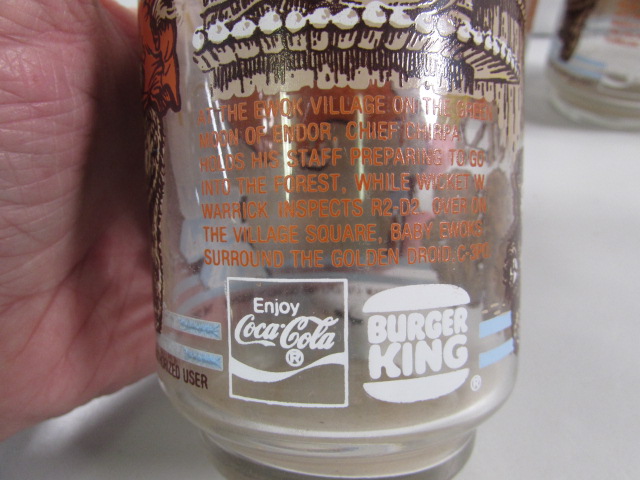 AT THE EWOK VILLAGE ON THE GREEN
MOON OF ENDOR, CHIEF CHIRPA
HOLDS HIS STAFF PREPARING TO GO
INTO THE FOREST, WHILE WICKET W.
WARRICK INSPECTS R2-D2. OVER IN
THE VILLAGE SQUARE, BABY EWOKS
SURROUND THE GOLDEN DROID, C-3PO
Enjoy
Coca-Cola
®
BURGER
KING
®
USER